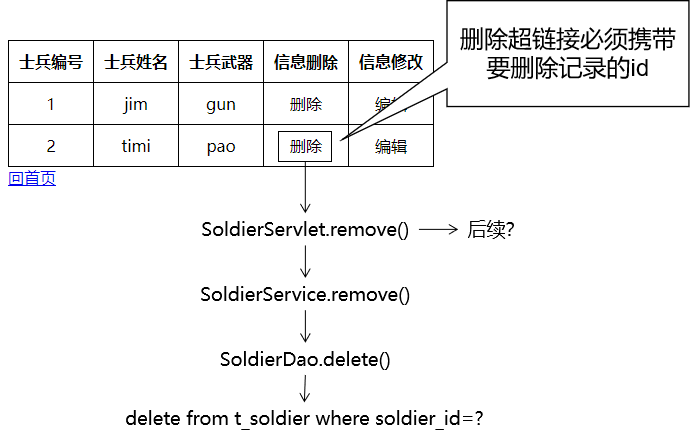 删除超链接必须携带
要删除记录的id
士兵编号 士兵姓名 士兵武器 信息删除 信息修改
1 jim gun 删除 编辑
2 timi pao 删除 编辑
回首页
SoldierServlet.remove() 后续?
SoldierService.remove()
SoldierDao.delete()
delete from t_soldier where soldier_id=?